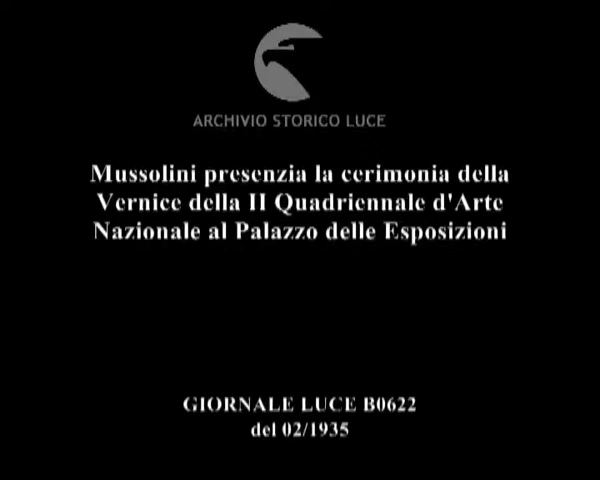 ARCHIVIO STORICO LUCE
Mussolini presenzia la cerimonia della
Vernice della II Quadriennale d'Arte
Nazionale al Palazzo delle Esposizioni
GIORNALE LUCE B0622
del 02/1935